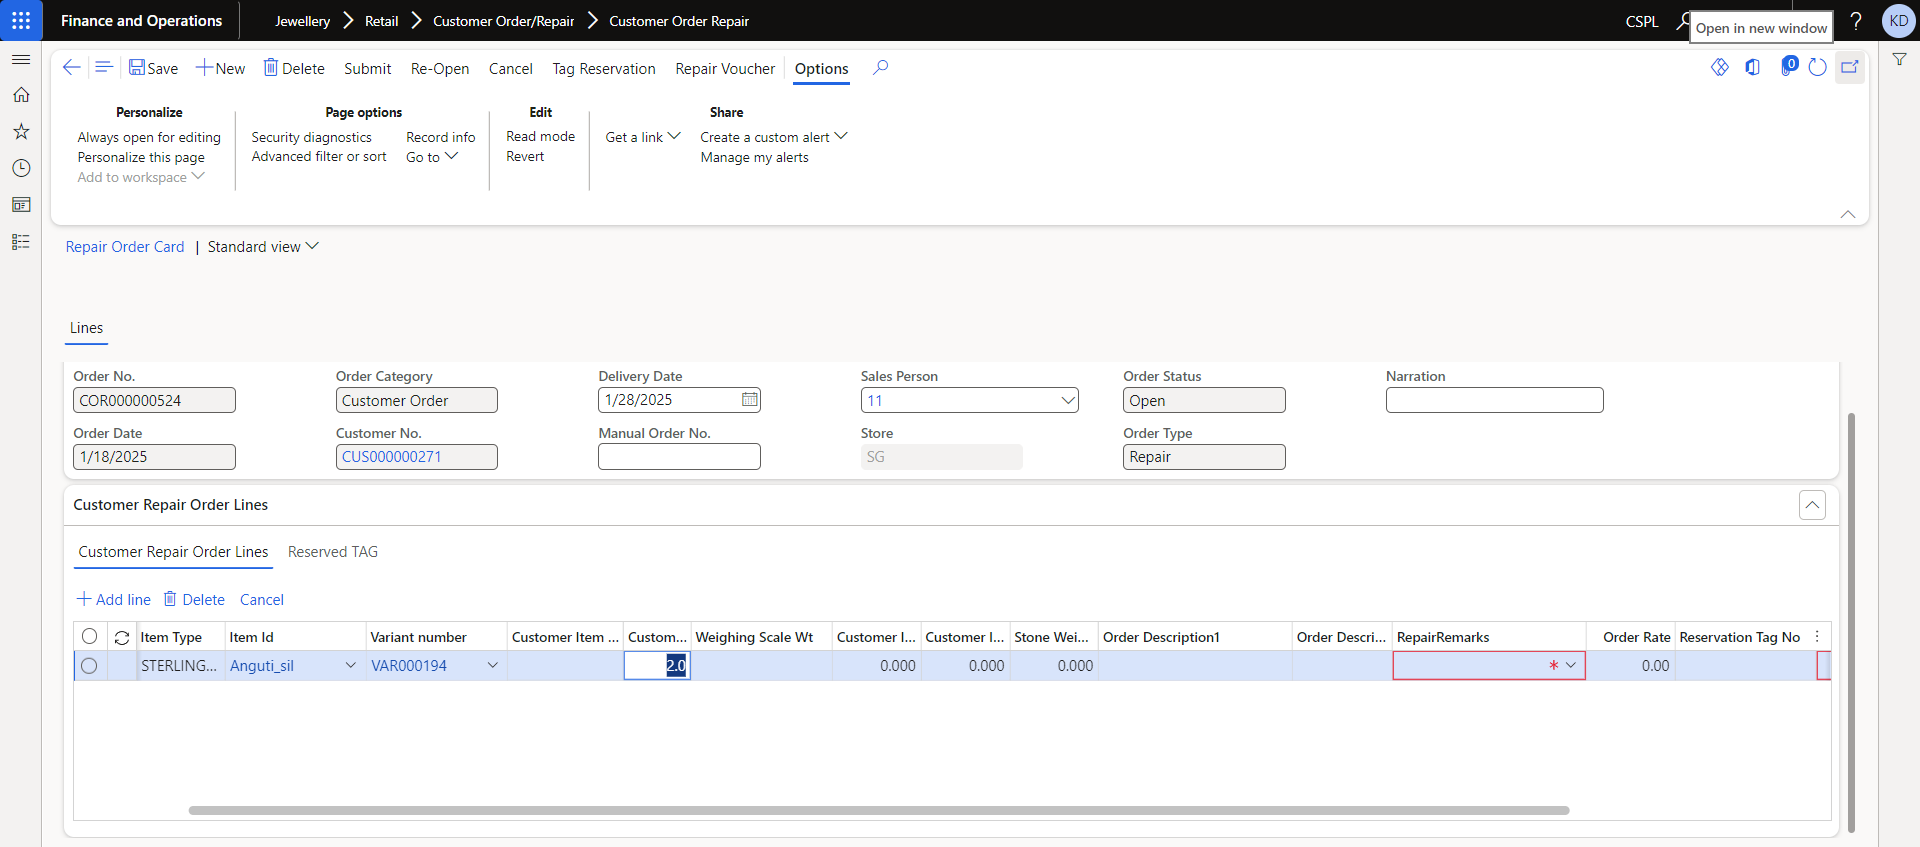 Finance and Operations
Jewellery Retail Customer Order/Repair Customer Order Repair
CSPL
Open in new window
?
KD
Save New Delete Submit Re-Open Cancel Tag Reservation Repair Voucher Options
0
Personalize
Always open for editing
Personalize this page
Add to workspace
Page options
Security diagnostics Record info
Advanced filter or sort Go to
Edit
Read mode
Revert
Share
Get a link Create a custom alert
Manage my alerts
Repair Order Card | Standard view
Lines
Order No. Order Category Delivery Date Sales Person Order Status Narration
COR000000524 Customer Order 1/28/2025 11 Open
Order Date Customer No. Manual Order No. Store Order Type
1/18/2025 CUS000000271 SG Repair
Customer Repair Order Lines
Customer Repair Order Lines Reserved TAG
Add line Delete Cancel
Item Type Item Id Variant number Customer Item ... Custom... Weighing Scale Wt Customer I... Customer I... Stone Wei... Order Description1 Order Descri... RepairRemarks Order Rate Reservation Tag No
STERLING... Anguti_sil VAR000194 2.0 0.000 0.000 0.000 * 0.00